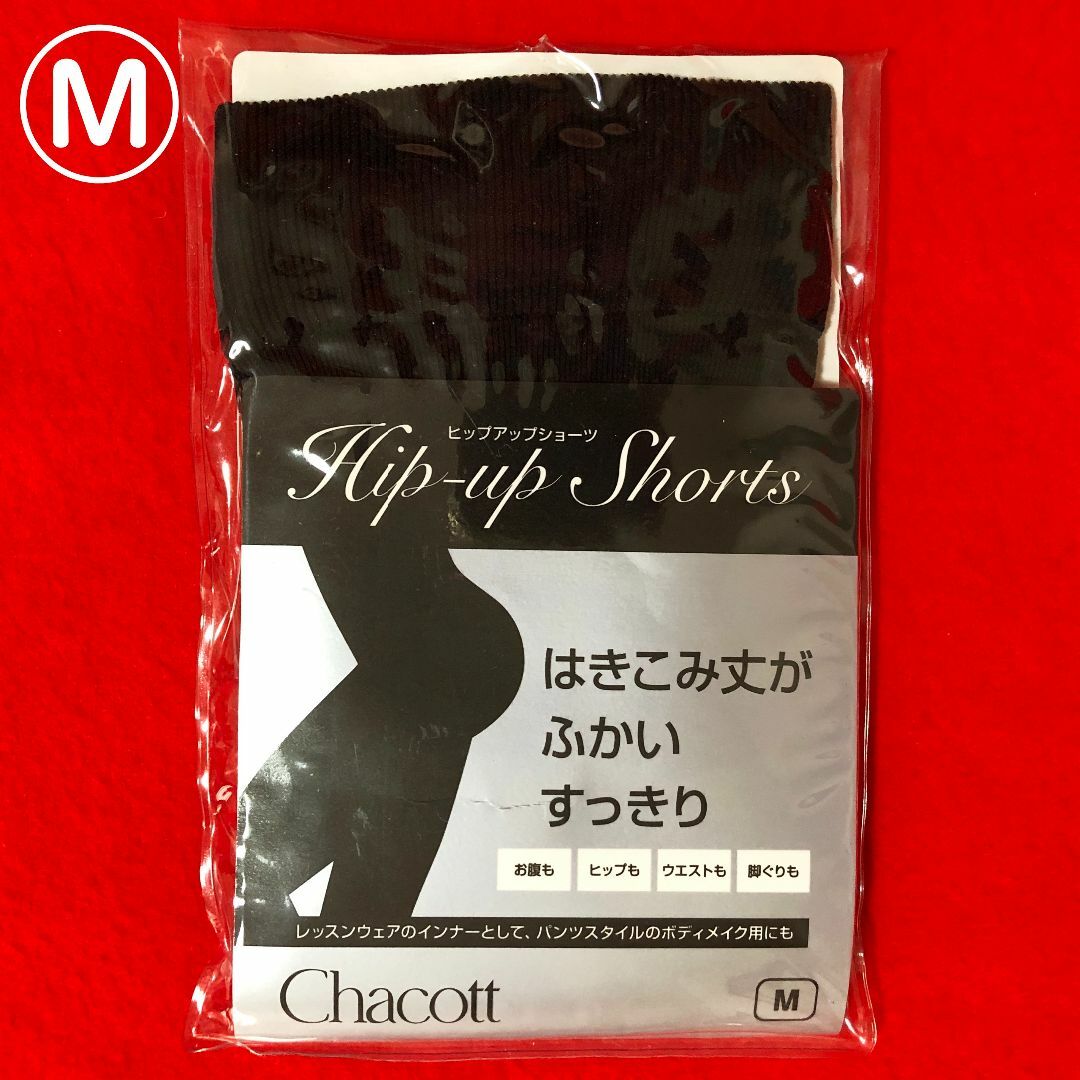 M
ヒップアップショーツ
Hip-up Shorts
はきこみ丈が
ふかい
すっきり
お腹も ヒップも ウエストも 脚ぐりも
レッスンウェアのインナーとして、パンツスタイルのボディメイク用にも
Chacott M